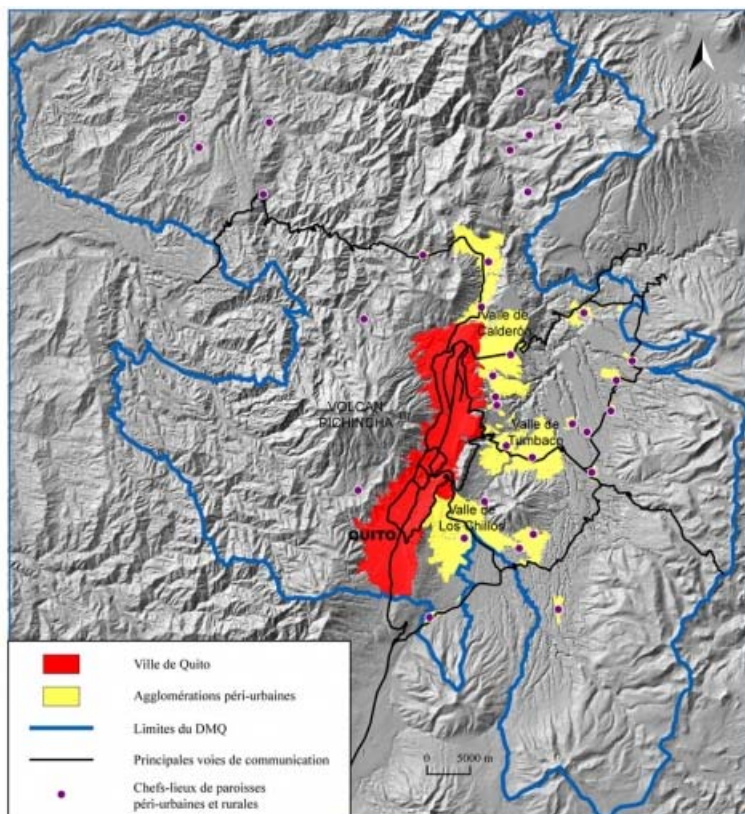 Valle de
Calderón
VOLCAN
PICHINCHA
Valle de
Tumbaco
Valle de
Los Chillos
QUITO
Ville de Quito
Agglomérations péri-urbaines
Limites du DMQ
Principales voies de communication
Chefs-lieux de paroisses
péri-urbaines et rurales
0 5000 m